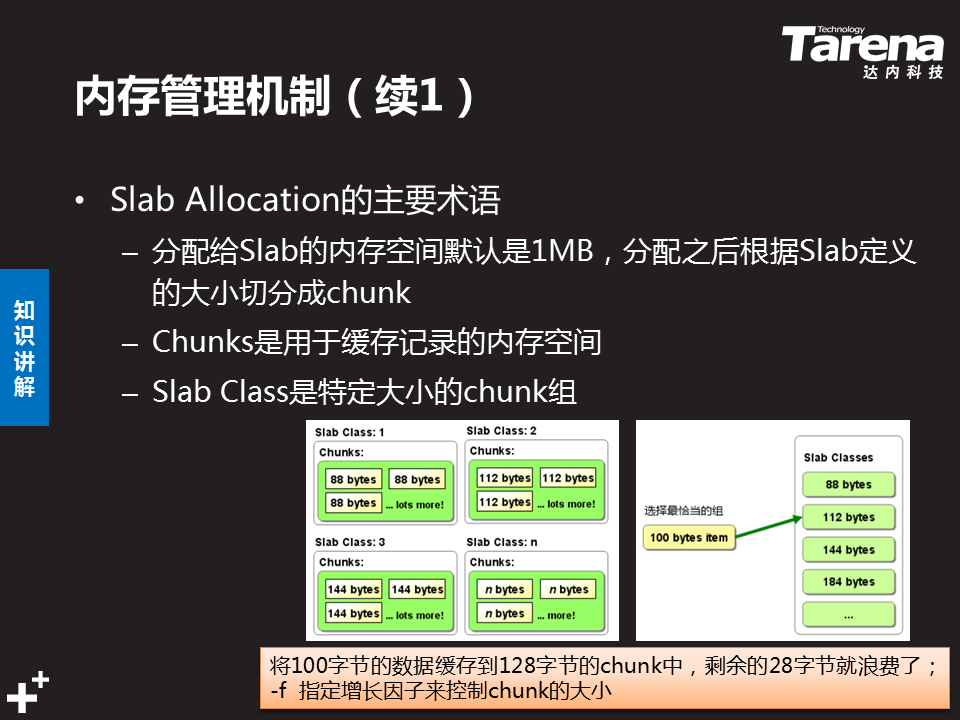 Technology
Tarena
达内科技
内存管理机制（续1）
• Slab Allocation的主要术语
– 分配给Slab的内存空间默认是1MB，分配之后根据Slab定义
的大小切分成chunk
– Chunks是用于缓存记录的内存空间
– Slab Class是特定大小的chunk组
知
识
讲
解
Slab Class: 1
Chunks:
88 bytes 88 bytes
88 bytes ... lots more!
Slab Class: 2
Chunks:
112 bytes 112 bytes
112 bytes ... lots more!
Slab Class: 3
Chunks:
144 bytes 144 bytes
144 bytes ... lots more!
Slab Class: n
Chunks:
n bytes n bytes
n bytes ... more!
选择最恰当的组
100 bytes item
Slab Classes
88 bytes
112 bytes
144 bytes
184 bytes
...
将100字节的数据缓存到128字节的chunk中，剩余的28字节就浪费了；
-f 指定增长因子来控制chunk的大小